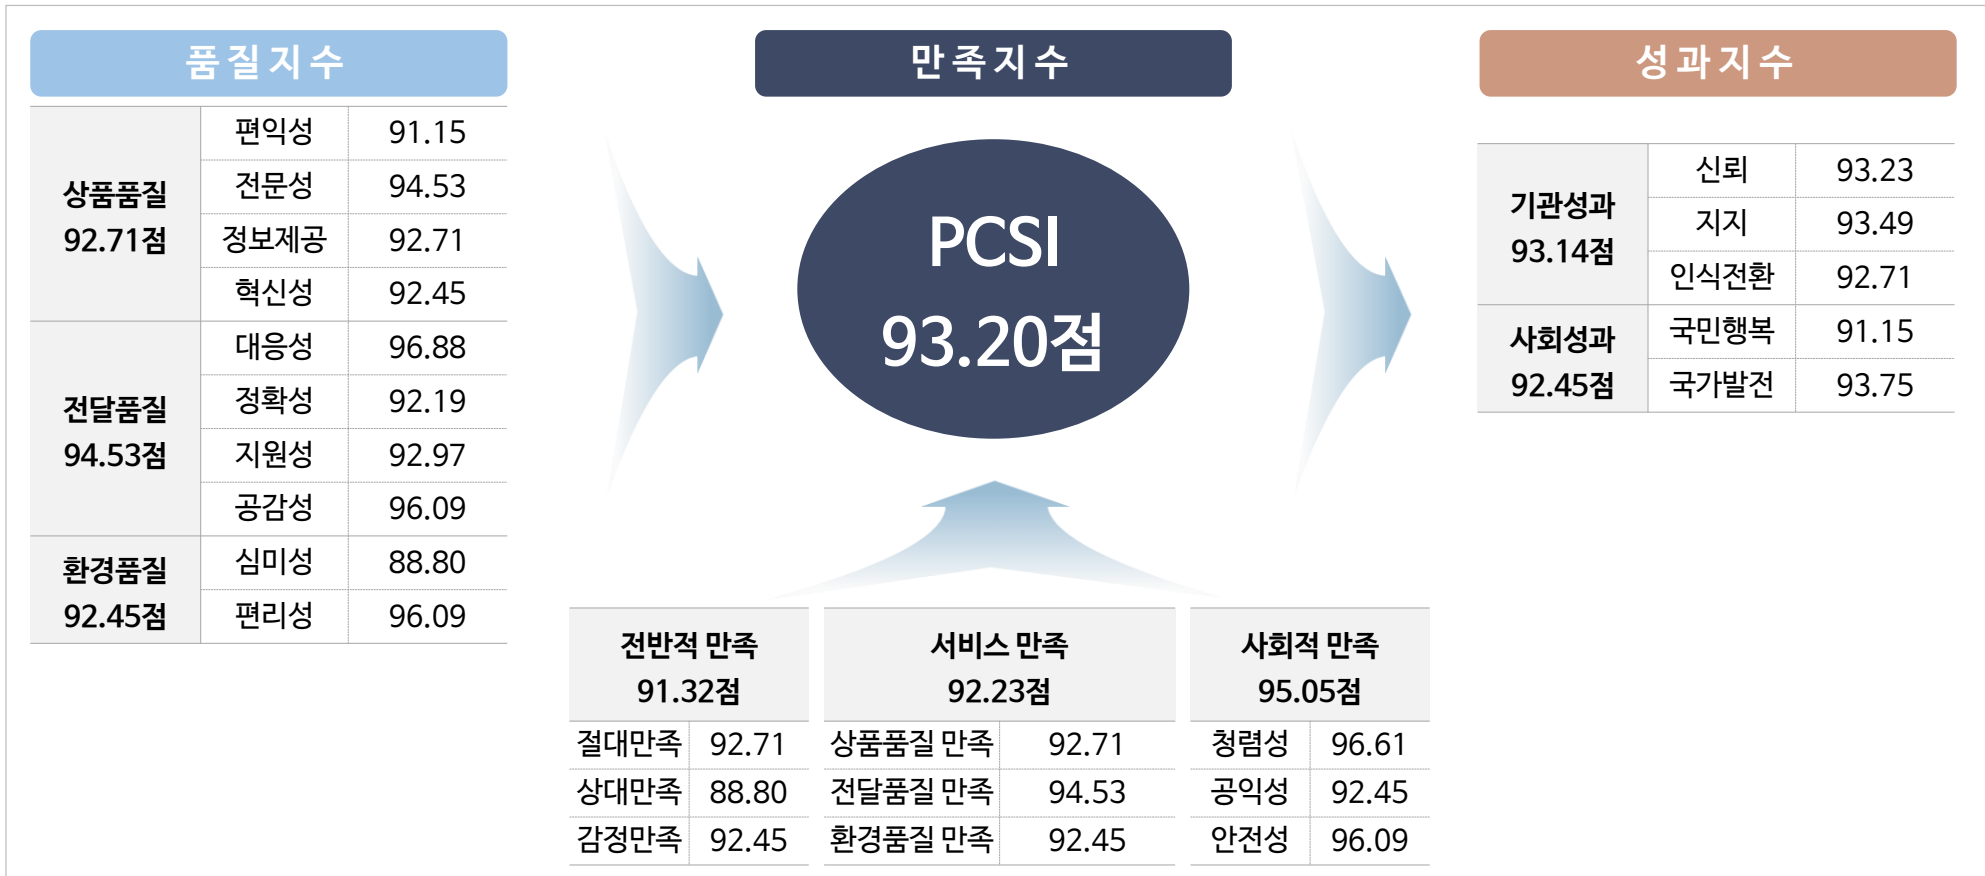 품질지수
상품품질
92.71점
편익성 91.15
전문성 94.53
정보제공 92.71
혁신성 92.45
전달품질
94.53점
대응성 96.88
정확성 92.19
지원성 92.97
공감성 96.09
환경품질
92.45점
심미성 88.80
편리성 96.09
만족지수
PCSI
93.20점
전반적 만족
91.32점
절대만족 92.71
상대만족 88.80
감정만족 92.45
서비스 만족
92.23점
상품품질 만족 92.71
전달품질 만족 94.53
환경품질 만족 92.45
사회적 만족
95.05점
청렴성 96.61
공익성 92.45
안전성 96.09
성과지수
기관성과
93.14점
신뢰 93.23
지지 93.49
인식전환 92.71
사회성과
92.45점
국민행복 91.15
국가발전 93.75